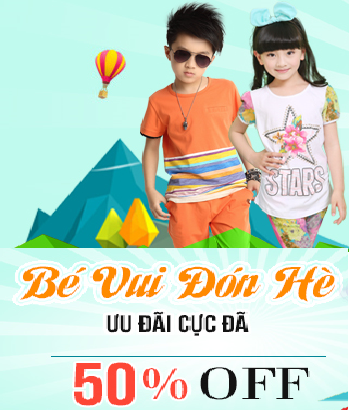 STARS
Bé Vui Đón Hè
ƯU ĐÃI CỰC ĐÃ
50% OFF